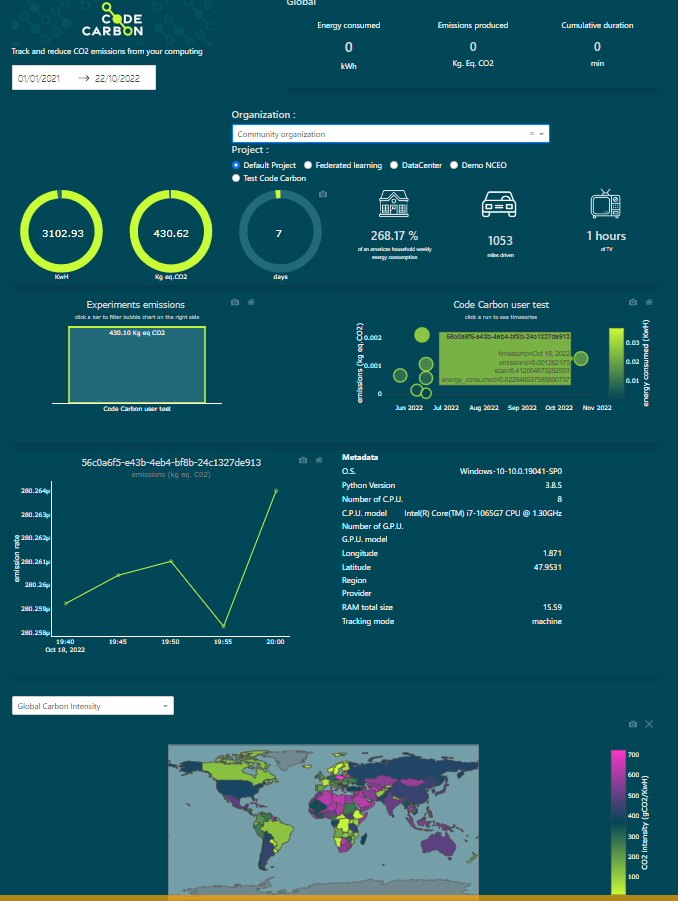 CODE
CARBON
Track and reduce CO2 emissions from your computing
01/01/2021 → 22/10/2022
Global
Energy consumed
0
kWh
Emissions produced
0
Kg. Eq. CO2
Cumulative duration
0
min
Organization :
Community organization
Project :
Default Project
Federated learning
DataCenter
Demo NCEO
Test Code Carbon
3102.93
KwH
430.62
Kg eq.CO2
7
days
268.17 %
of an american household weekly
energy consumption
1053
miles driven
1 hours
of TV
Experiments emissions
click a bar to filter bubble chart on the right side
430.10 Kg eq CO2
Code Carbon user test
Code Carbon user test
click a run to see timeseries
emissions (kg eq.CO2)
0.002
0.001
0
56c0a6f5-e43b-4eb4-bf8b-24c1327de913
timestamp=Oct 18, 2022
Jun 2022
Jul 2022
Aug 2022
Sep 2022
Oct 2022
Nov 2022
0.03
0.02
0.01
energy consumed (KwH)
56c0a6f5-e43b-4eb4-bf8b-24c1327de913
emissions (kg eq. CO2)
emission rate
280.264µ
280.263µ
280.262µ
280.261µ
280.26µ
280.259µ
280.258µ
19:40
19:45
19:50
19:55
20:00
Oct 18, 2022
Metadata
O.S. Windows-10-10.0.19041-SP0
Python Version 3.8.5
Number of C.P.U. 8
C.P.U. model Intel(R) Core(TM) i7-1065G7 CPU @ 1.30GHz
Number of G.P.U.
G.P.U. model
Longitude 1.871
Latitude 47.9531
Region
Provider
RAM total size 15.59
Tracking mode machine
Global Carbon Intensity
700
600
500
400
300
200
100
CO2 intensity (gCO2/KwH)